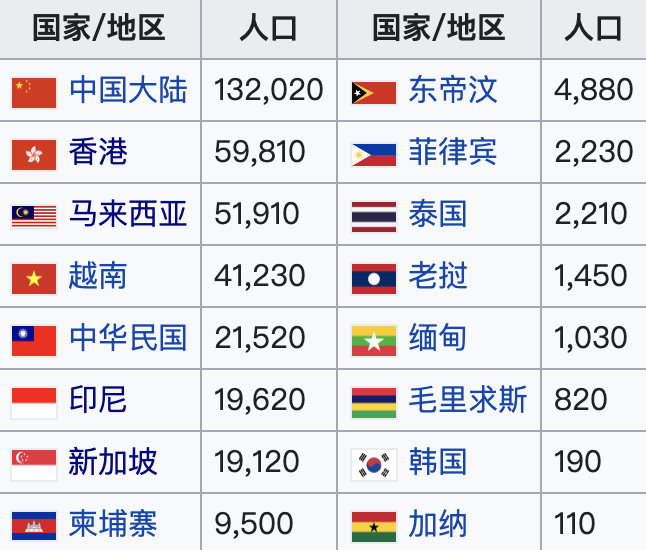 国家/地区 人口 国家/地区 人口
中国大陆 132,020 东帝汶 4,880
香港 59,810 菲律宾 2,230
马来西亚 51,910 泰国 2,210
越南 41,230 老挝 1,450
中华民国 21,520 缅甸 1,030
印尼 19,620 毛里求斯 820
新加坡 19,120 韩国 190
柬埔寨 9,500 加纳 110